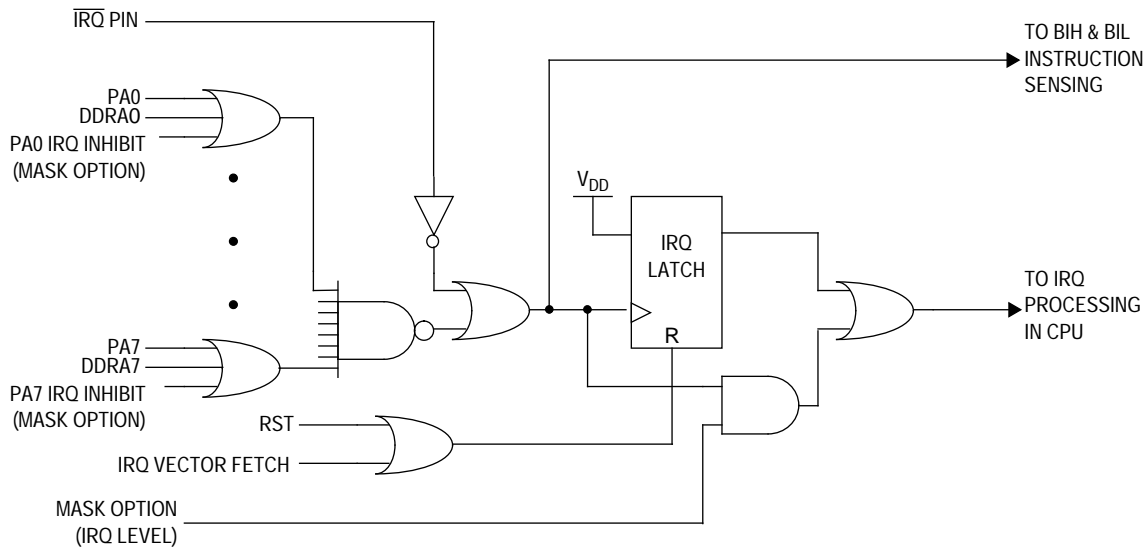 IRQ PIN
TO BIH & BIL
INSTRUCTION
SENSING
PA0
DDRA0
PA0 IRQ INHIBIT
(MASK OPTION)
VDD
IRQ
LATCH
R
TO IRQ
PROCESSING
IN CPU
PA7
DDRA7
PA7 IRQ INHIBIT
(MASK OPTION)
RST
IRQ VECTOR FETCH
MASK OPTION
(IRQ LEVEL)